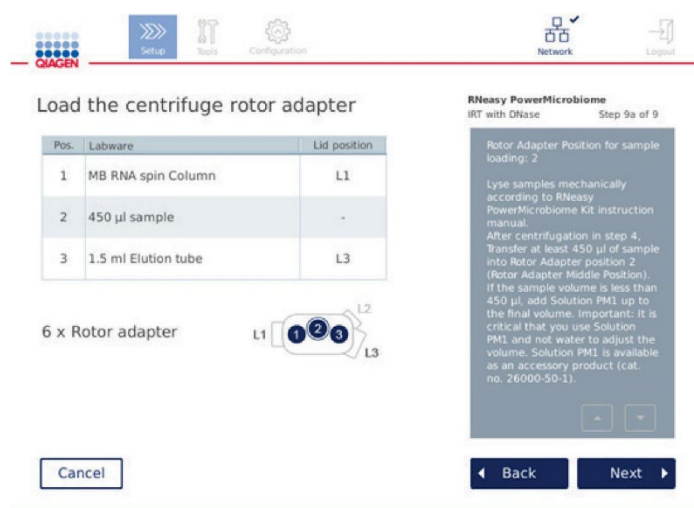 QIAGEN
Setup
Tools
Configuration
Network
Logout
Load the centrifuge rotor adapter
Pos. Labware Lid position
1 MB RNA spin Column L1
2 450 µl sample -
3 1.5 ml Elution tube L3
6 x Rotor adapter
L1 1 2 3 L2
L3
RNeasy PowerMicrobiome
IRT with DNase Step 9a of 9
Rotor Adapter Position for sample
loading: 2
Lyse samples mechanically
according to RNeasy
PowerMicrobiome Kit instruction
manual.
After centrifugation in step 4,
Transfer at least 450 µl of sample
into Rotor Adapter position 2
(Rotor Adapter Middle Position).
If the sample volume is less than
450 µl, add Solution PM1 up to
the final volume. Important: It is
critical that you use Solution
PM1 and not water to adjust the
volume. Solution PM1 is available
as an accessory product (cat.
no. 26000-50-1).
Cancel
Back
Next